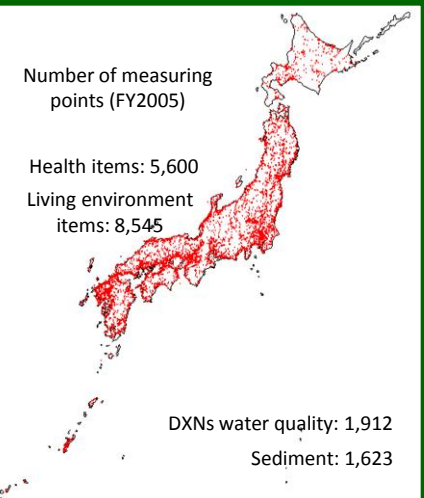 Number of measuring
points (FY2005)
Health items: 5,600
Living environment
items: 8,545
DXNs water quality: 1,912
Sediment: 1,623